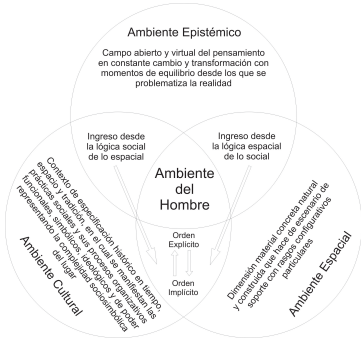 Ambiente Epistémico
Campo abierto y virtual del pensamiento
en constante cambio y transformación con
momentos de equilibrio desde los que se
problematiza la realidad
Ingreso desde
la lógica social
de lo espacial
Ingreso desde
la lógica espacial
de lo social
Ambiente
del
Hombre
Orden
Explícito
Orden
Implícito
Contexto de especificación histórico en tiempo,
espacio y tradición en el cual se manifiestan las
prácticas sociales y sus procesos organizativos
funcionales, simbólicos, ideológicos y de poder
representando la complejidad sociosimbólica
del lugar
Ambiente Cultural
Dimensión material concreta natural
y construida que hace de escenario de
soporte con rasgos configurativos
particulares
Ambiente Espacial